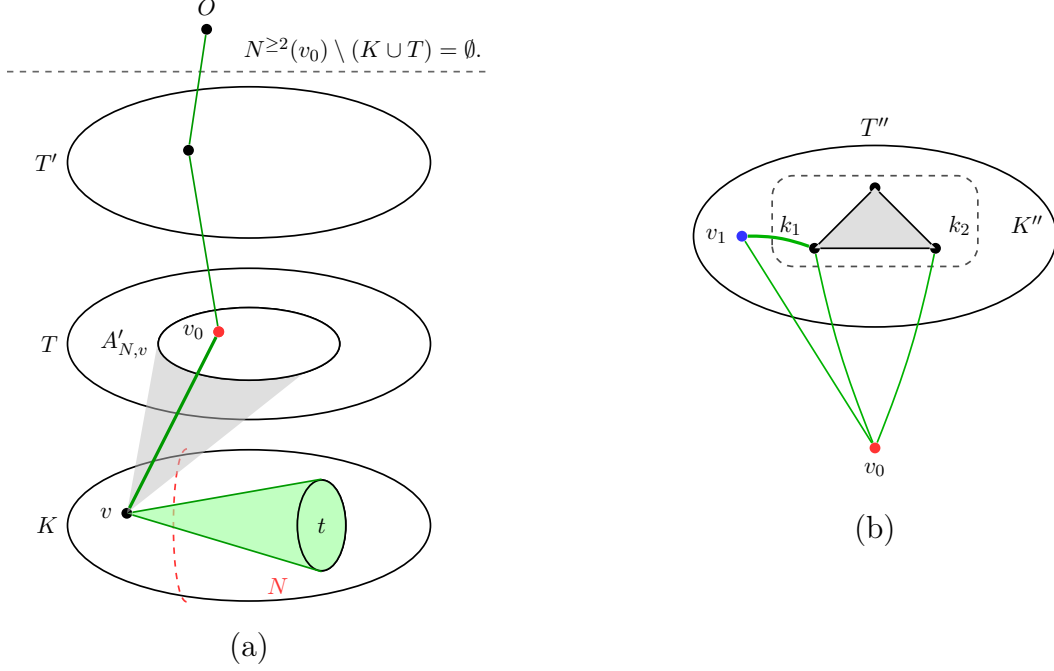 O
N^{≥2}(v_0) \ (K ∪ T) = ∅.
T′
T
A′_{N,v}
v_0
v
K
t
N
(a)
T″
v_1
k_1
k_2
K″
v_0
(b)